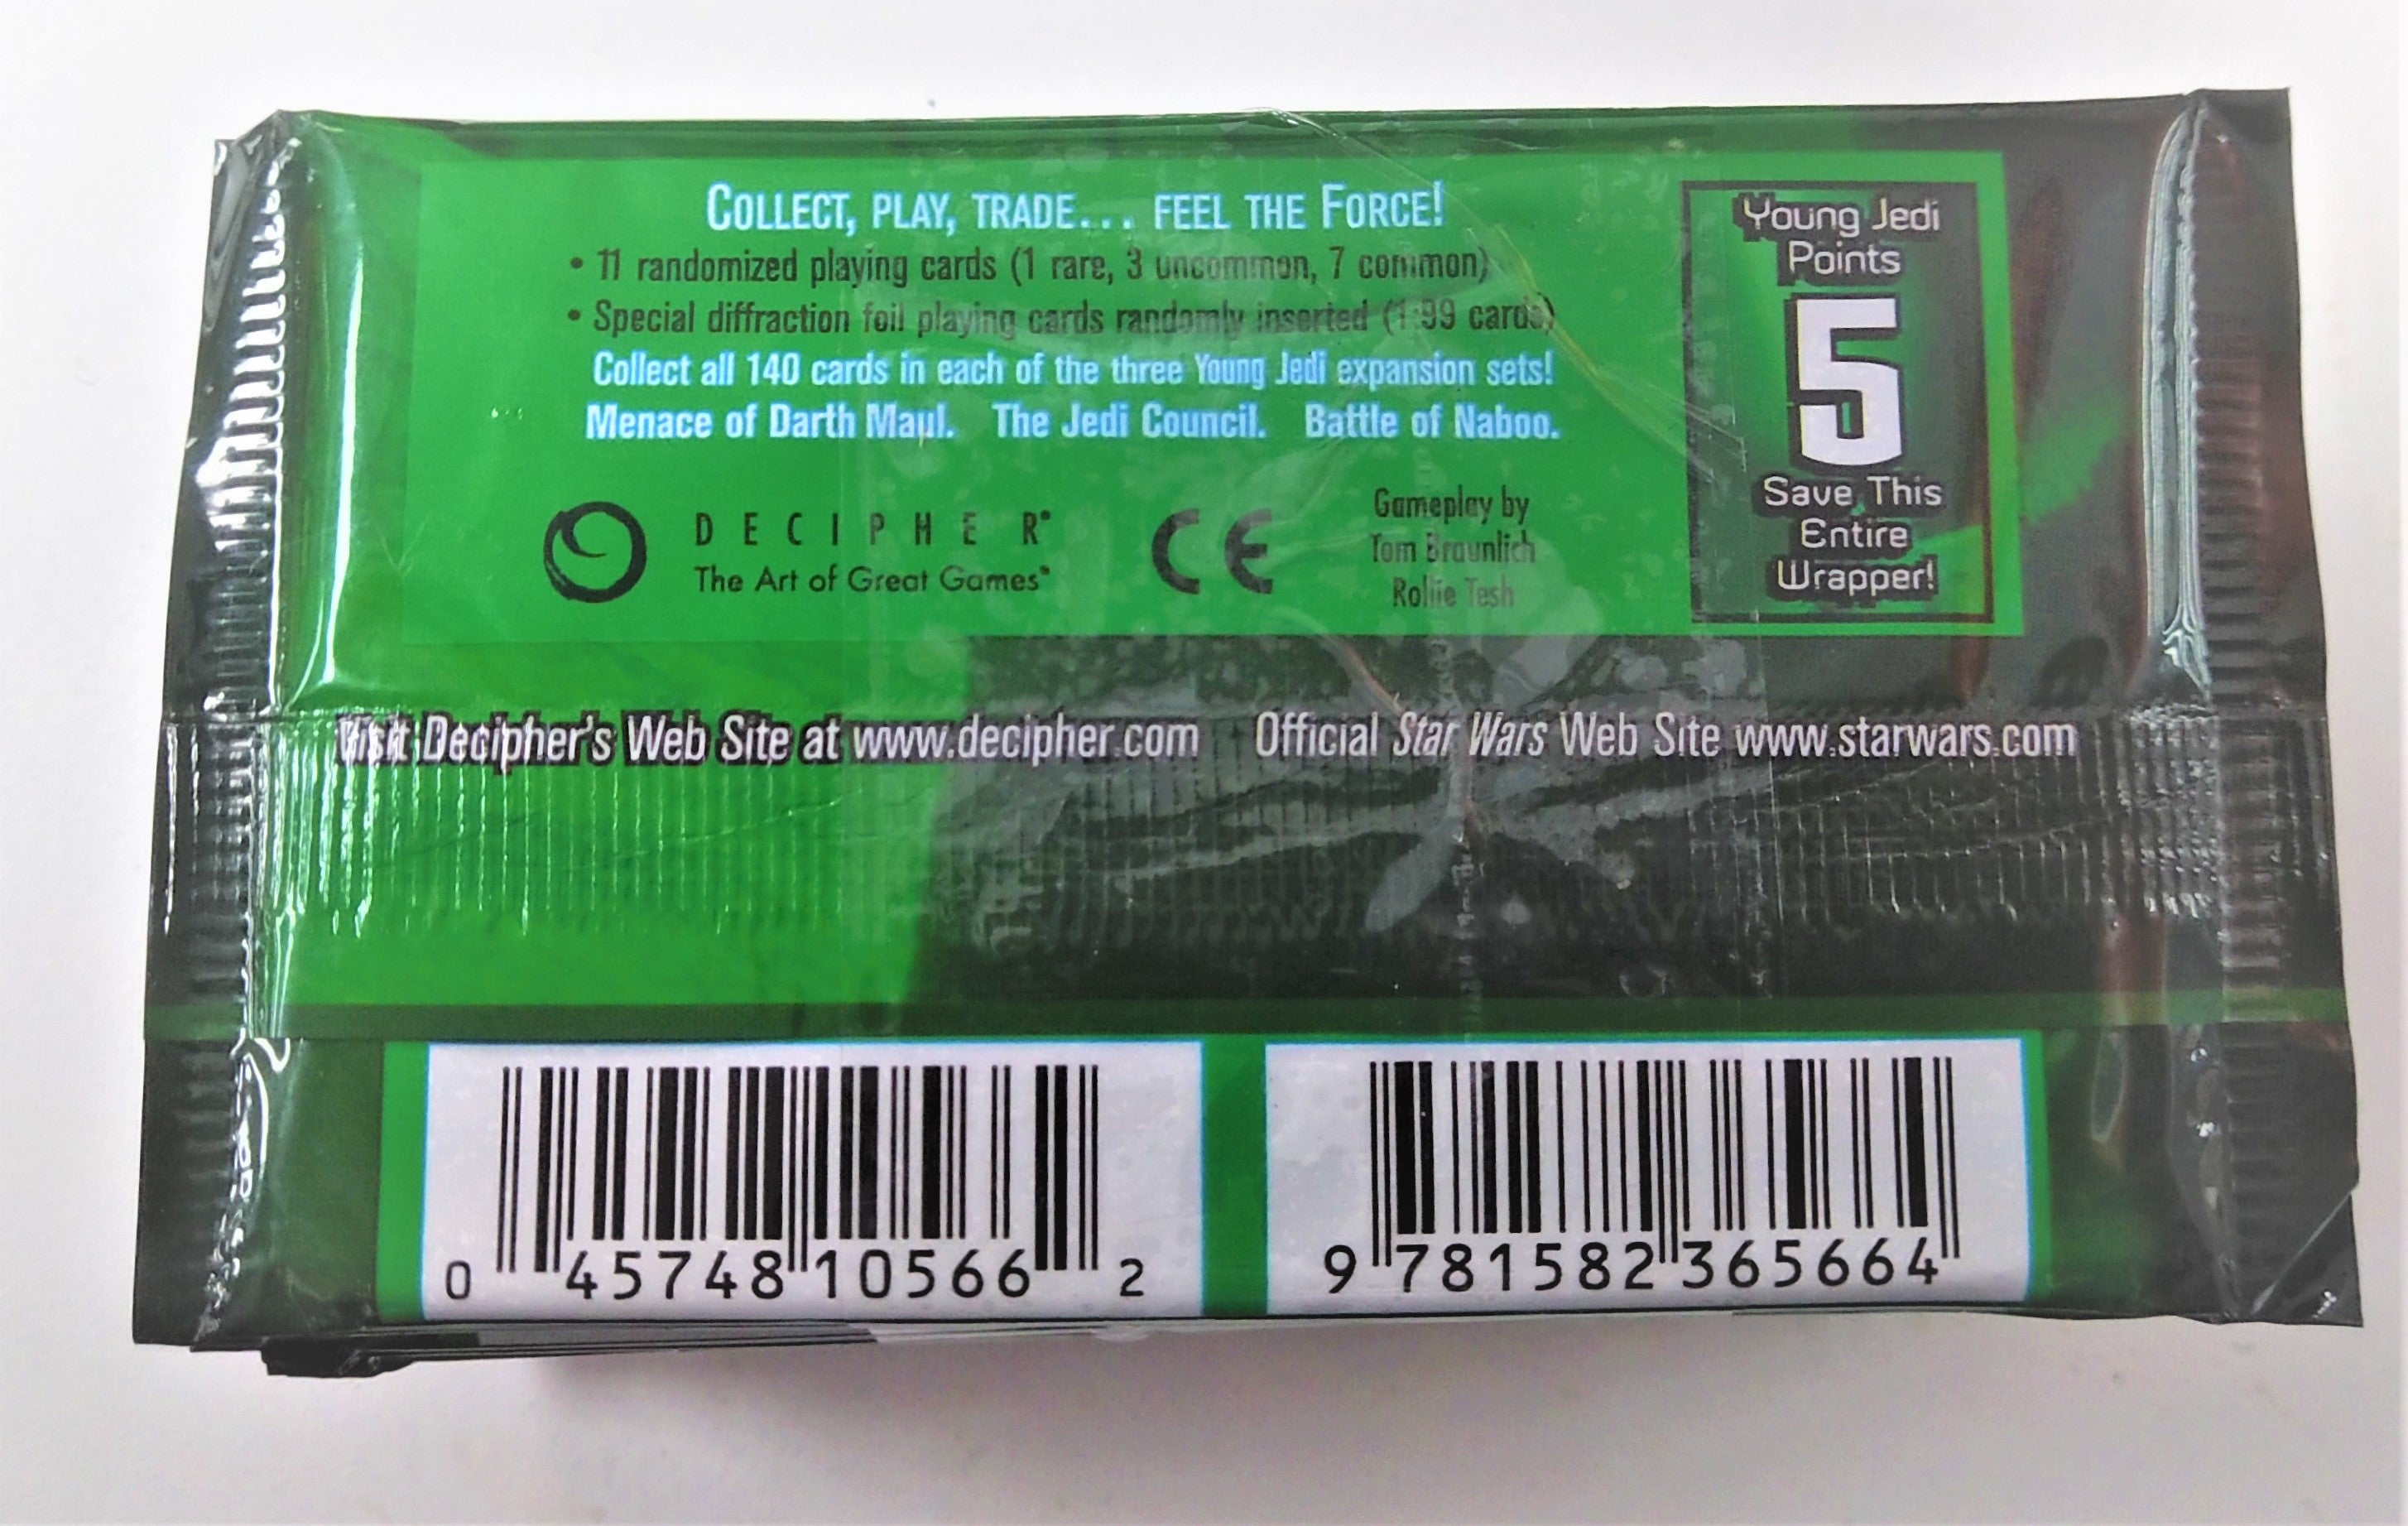 COLLECT, PLAY, TRADE... FEEL THE FORCE!
• 11 randomized playing cards (1 rare, 3 uncommon, 7 common)
• Special diffraction foil playing cards randomly inserted (1:99 cards)
Collect all 140 cards in each of the three Young Jedi expansion sets!
Menace of Darth Maul. The Jedi Council. Battle of Naboo.
DECIPHER®
The Art of Great Games®
CE
Gameplay by
Tom Braunlich
Rollie Tesh
Young Jedi
Points
5
Save This
Entire
Wrapper!
Visit Decipher's Web Site at www.decipher.com Official Star Wars Web Site www.starwars.com
0 45748 10566 2
9 781582 365664